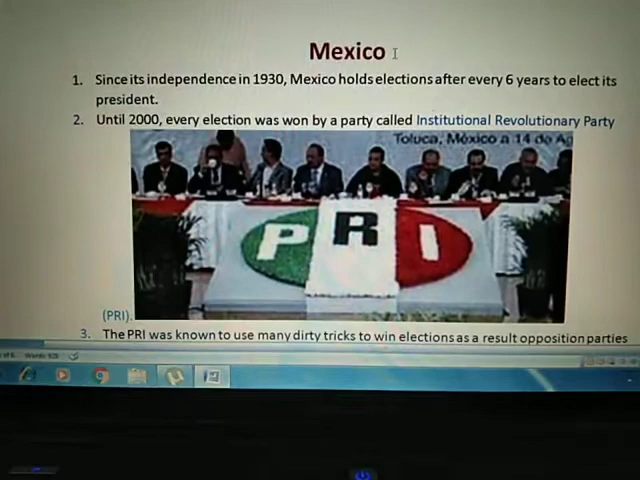 Mexico
1. Since its independence in 1930, Mexico holds elections after every 6 years to elect its
president.
2. Until 2000, every election was won by a party called Institutional Revolutionary Party
Toluca, México a 14 de Ag
PRI
(PRI).
3. The PRI was known to use many dirty tricks to win elections as a result opposition parties